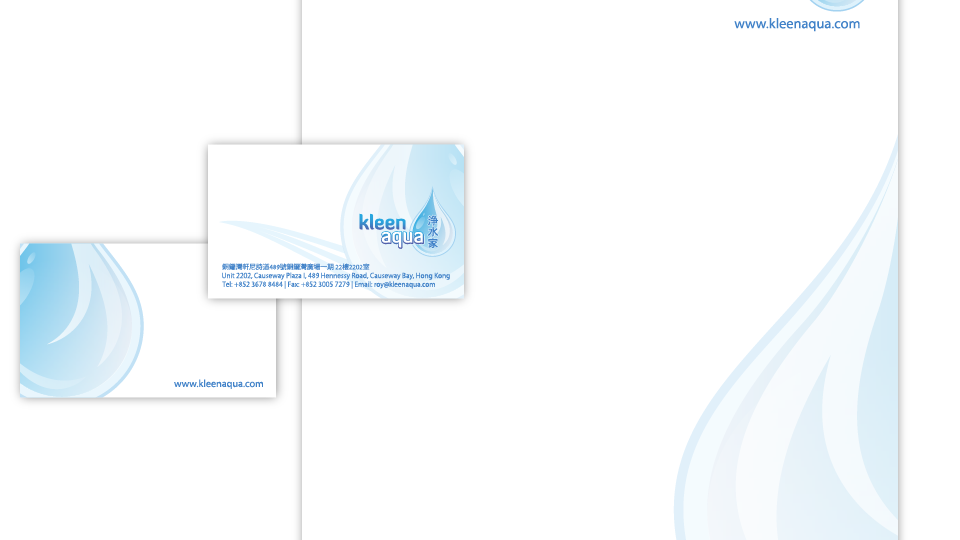 www.kleenaqua.com
kleen
aqua
淨水家
銅鑼灣軒尼詩道489號銅鑼灣廣場一期 22樓2202室
Unit 2202, Causeway Plaza I, 489 Hennessy Road, Causeway Bay, Hong Kong
Tel: +852 3678 8464 | Fax: +852 3005 7279 | Email: roy@kleenaqua.com
www.kleenaqua.com